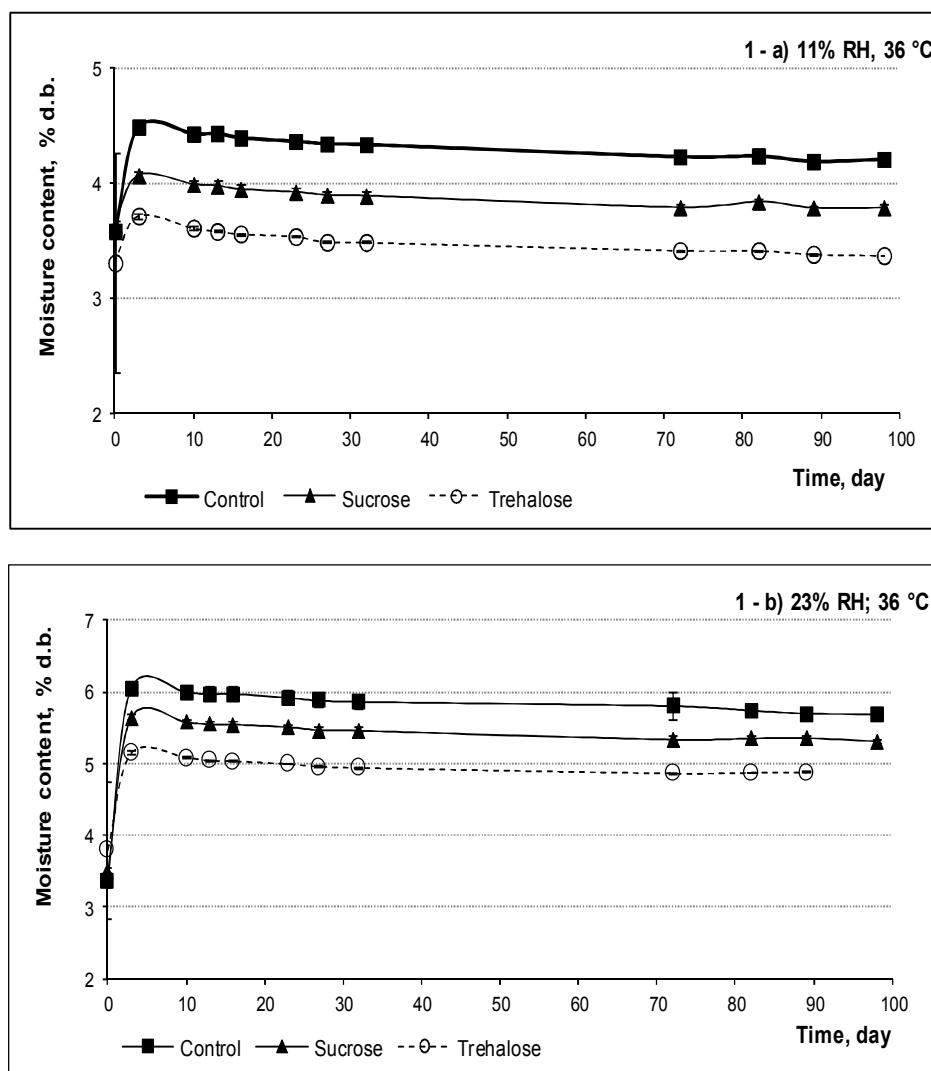 1 - a) 11% RH, 36 °C
Moisture content, % d.b.
5
4
3
2
0 10 20 30 40 50 60 70 80 90 100
Time, day
Control Sucrose Trehalose
1 - b) 23% RH; 36 °C
Moisture content, % d.b.
7
6
5
4
3
2
0 10 20 30 40 50 60 70 80 90 100
Time, day
Control Sucrose Trehalose